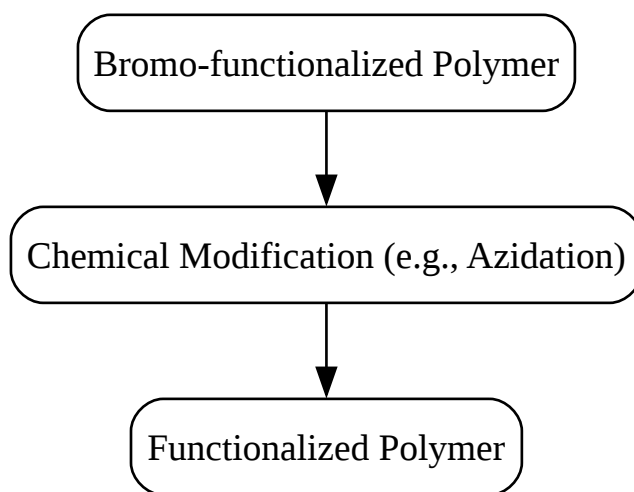 Bromo-functionalized Polymer
Chemical Modification (e.g., Azidation)
Functionalized Polymer